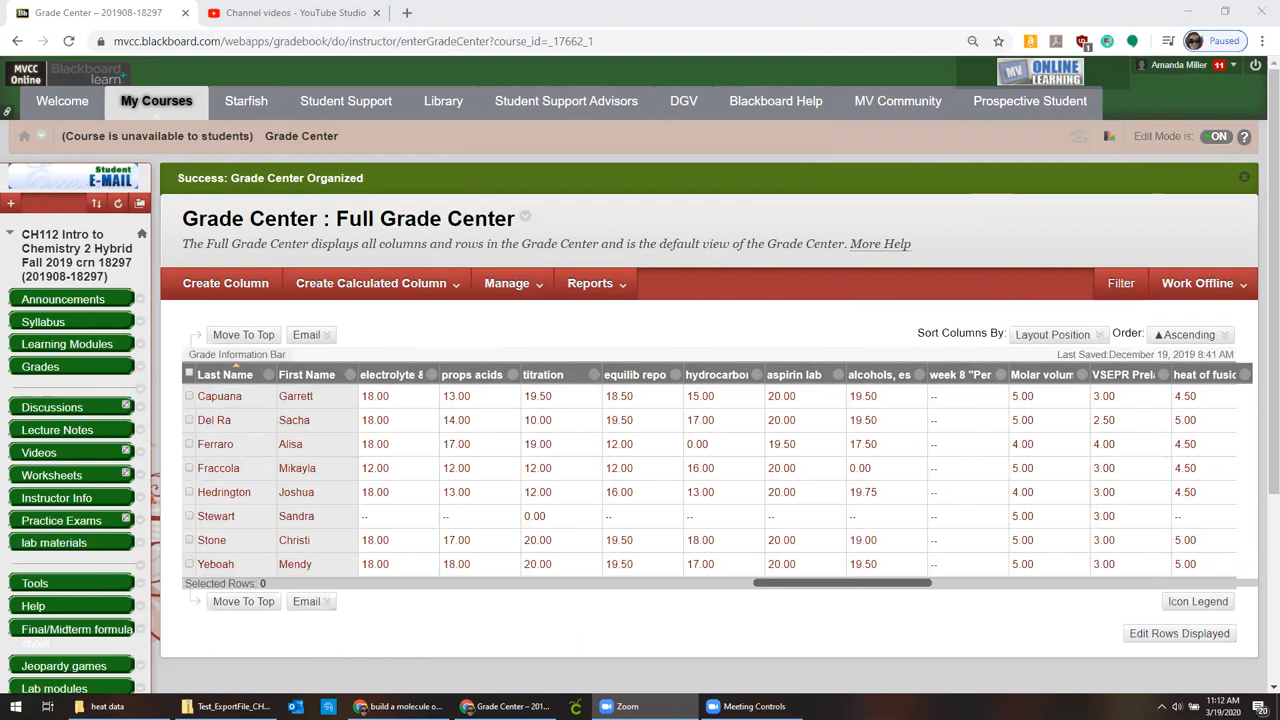 Grade Center – 201908-18297
Channel videos - YouTube Studio
mvcc.blackboard.com/webapps/gradebook/do/instructor/enterGradeCenter?course_id=_17662_1
1
Paused
MVCC Online
Blackboard learn+
MV ONLINE LEARNING
Amanda Miller 11
Welcome
My Courses
Starfish
Student Support
Library
Student Support Advisors
DGV
Blackboard Help
MV Community
Prospective Student
(Course is unavailable to students) Grade Center
Edit Mode is: ON ?
Student E-MAIL
Success: Grade Center Organized
Grade Center : Full Grade Center
The Full Grade Center displays all columns and rows in the Grade Center and is the default view of the Grade Center. More Help
CH112 Intro to
Chemistry 2 Hybrid
Fall 2019 crn 18297
(201908-18297)
Announcements
Syllabus
Learning Modules
Grades
Discussions
Lecture Notes
Videos
Worksheets
Instructor Info
Practice Exams
lab materials
Tools
Help
Final/Midterm formula
Jeopardy games
Lab modules
Create Column
Create Calculated Column
Manage
Reports
Filter
Work Offline
Move To Top
Email
Sort Columns By: Layout Position Order: ▲Ascending
Grade Information Bar
Last Saved:December 19, 2019 8:41 AM
Last Name First Name electrolyte & props acids titration equilib repo hydrocarbon aspirin lab alcohols, es week 8 "Per Molar volum VSEPR Prela heat of fusio
Capuana Garrett 18.00 13.00 19.50 18.50 15.00 20.00 19.50 -- 5.00 3.00 4.50
Del Ra Sacha 18.00 14.00 10.00 19.50 17.00 20.00 19.50 -- 5.00 2.50 5.00
Ferraro Alisa 18.00 17.00 19.00 12.00 0.00 19.50 17.50 -- 4.00 4.00 4.00
Fraccola Mikayla 12.00 12.00 12.00 12.00 16.00 20.00 0.00 -- 5.00 3.00 4.50
Hedrington Joshua 18.00 13.00 12.00 16.00 13.00 20.00 19.75 -- 4.00 3.00 4.50
Stewart Sandra -- -- 0.00 -- -- -- -- -- 5.00 3.00 --
Stone Christi 18.00 17.00 20.00 19.50 18.00 20.00 19.00 -- 5.00 3.00 5.00
Yeboah Mendy 18.00 18.00 20.00 19.50 17.00 20.00 19.50 -- 5.00 3.00 5.00
Selected Rows: 0
Move To Top
Email
Icon Legend
Edit Rows Displayed
heat data
Test_ExportFile_CH...
build a molecule o...
Grade Center – 201...
Zoom
Meeting Controls
11:12 AM
3/19/2020
20